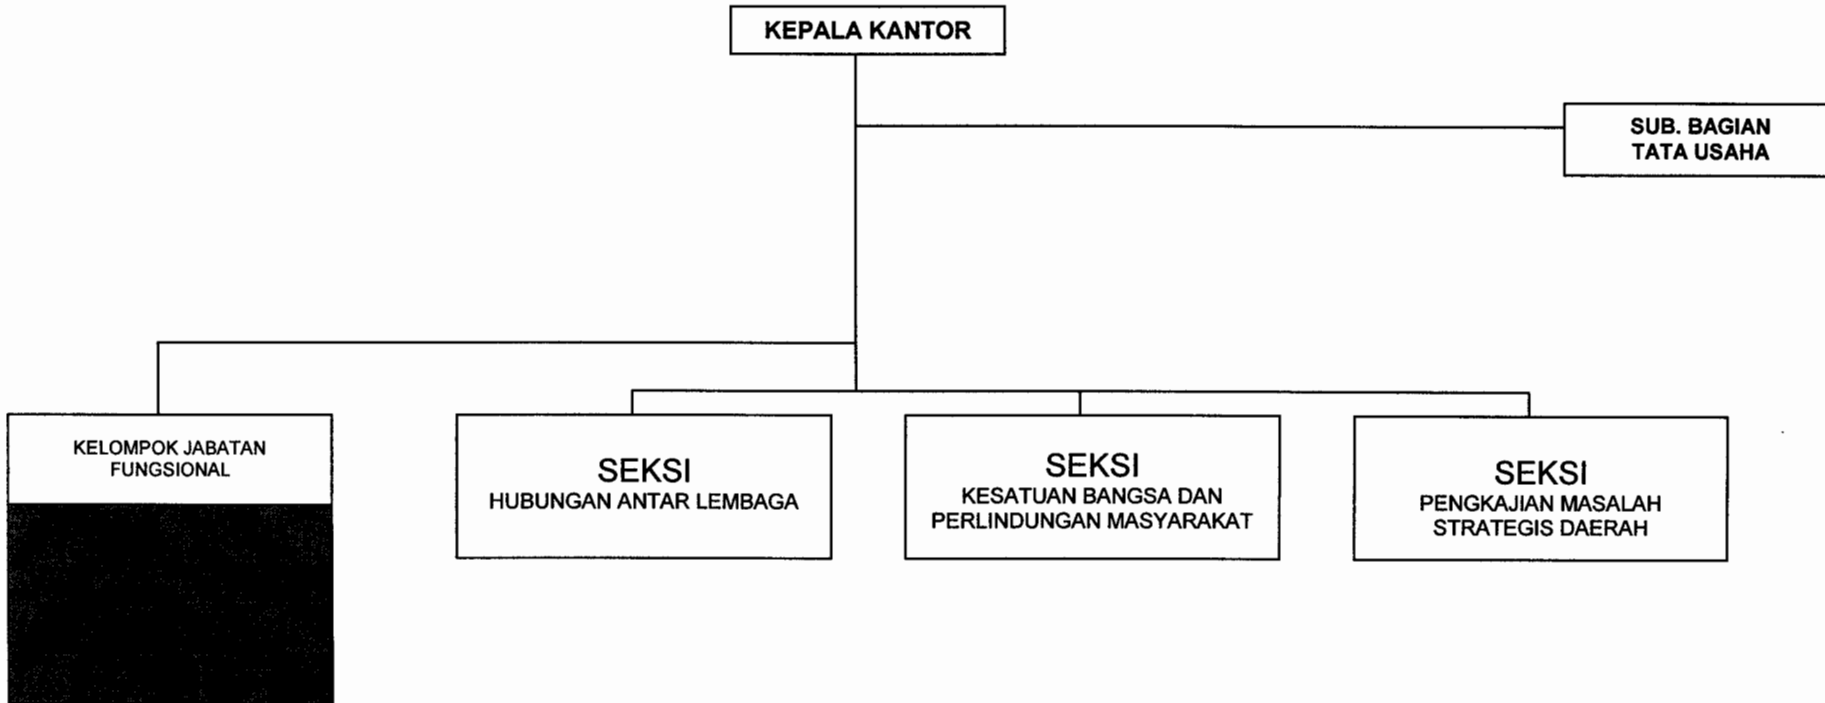 KEPALA KANTOR
SUB. BAGIAN
TATA USAHA
KELOMPOK JABATAN
FUNGSIONAL
SEKSI
HUBUNGAN ANTAR LEMBAGA
SEKSI
KESATUAN BANGSA DAN
PERLINDUNGAN MASYARAKAT
SEKSI
PENGKAJIAN MASALAH
STRATEGIS DAERAH